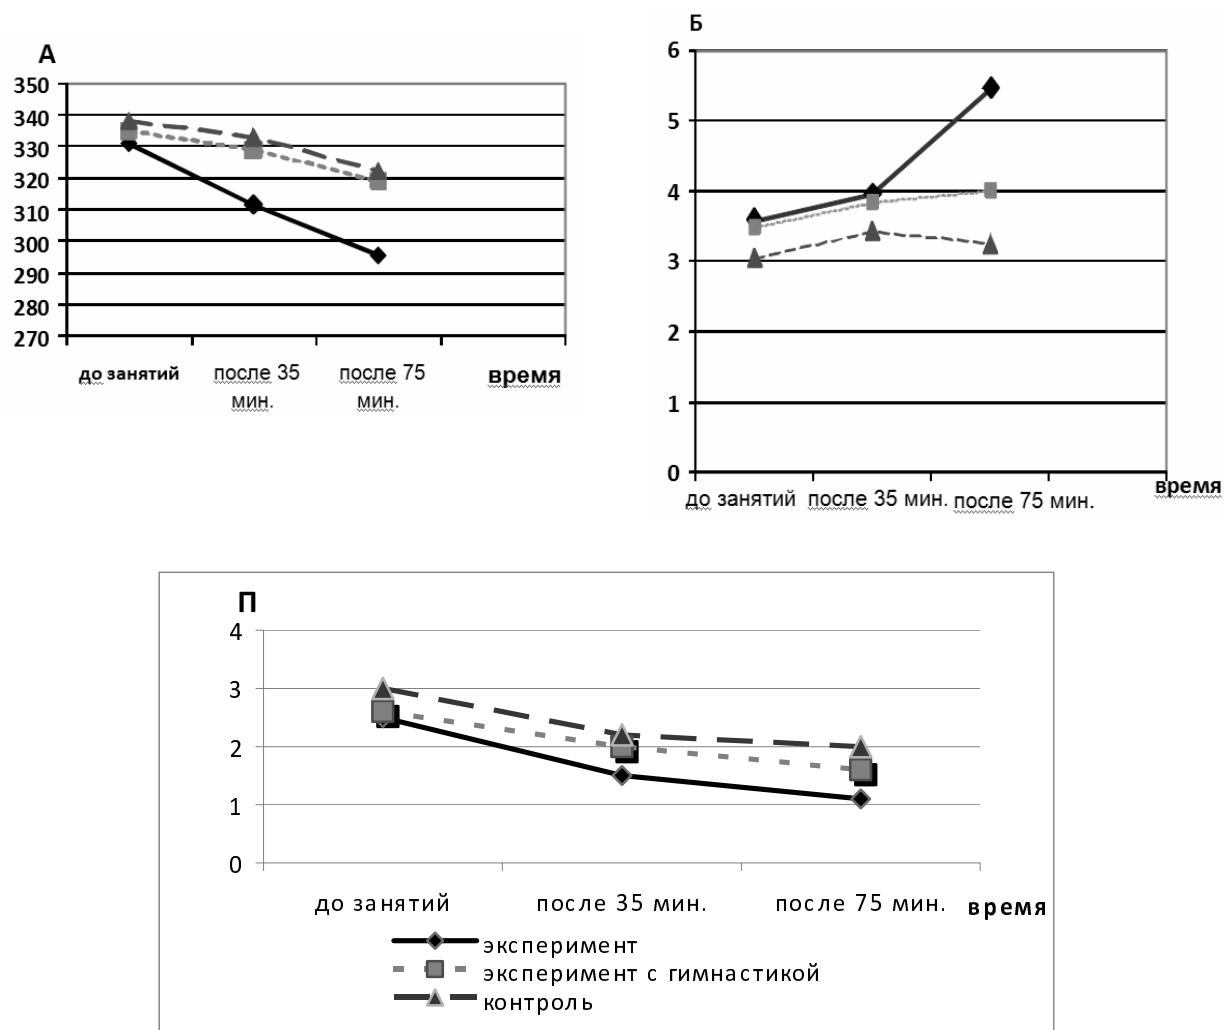 А
350
340
330
320
310
300
290
280
270
до занятий
после 35
мин.
после 75
мин.
время
Б
6
5
4
3
2
1
0
до занятий
после 35 мин.
после 75 мин.
время
П
4
3
2
1
0
до занятий
после 35 мин.
после 75 мин.
время
эксперимент
эксперимент с гимнастикой
контроль